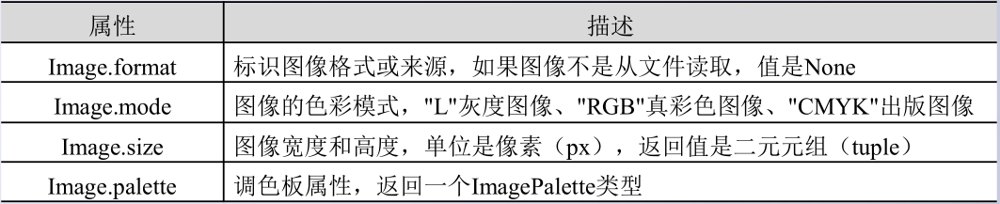 属性 描述
Image.format 标识图像格式或来源，如果图像不是从文件读取，值是None
Image.mode 图像的色彩模式，"L"灰度图像、"RGB"真彩色图像、"CMYK"出版图像
Image.size 图像宽度和高度，单位是像素（px），返回值是二元元组（tuple）
Image.palette 调色板属性，返回一个ImagePalette类型